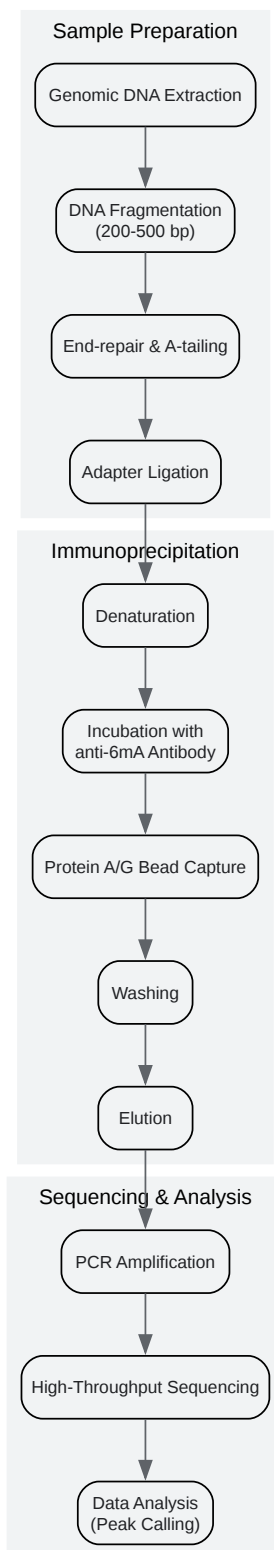 Sample Preparation
Genomic DNA Extraction
DNA Fragmentation
(200-500 bp)
End-repair & A-tailing
Adapter Ligation
Immunoprecipitation
Denaturation
Incubation with
anti-6mA Antibody
Protein A/G Bead Capture
Washing
Elution
Sequencing & Analysis
PCR Amplification
High-Throughput Sequencing
Data Analysis
(Peak Calling)